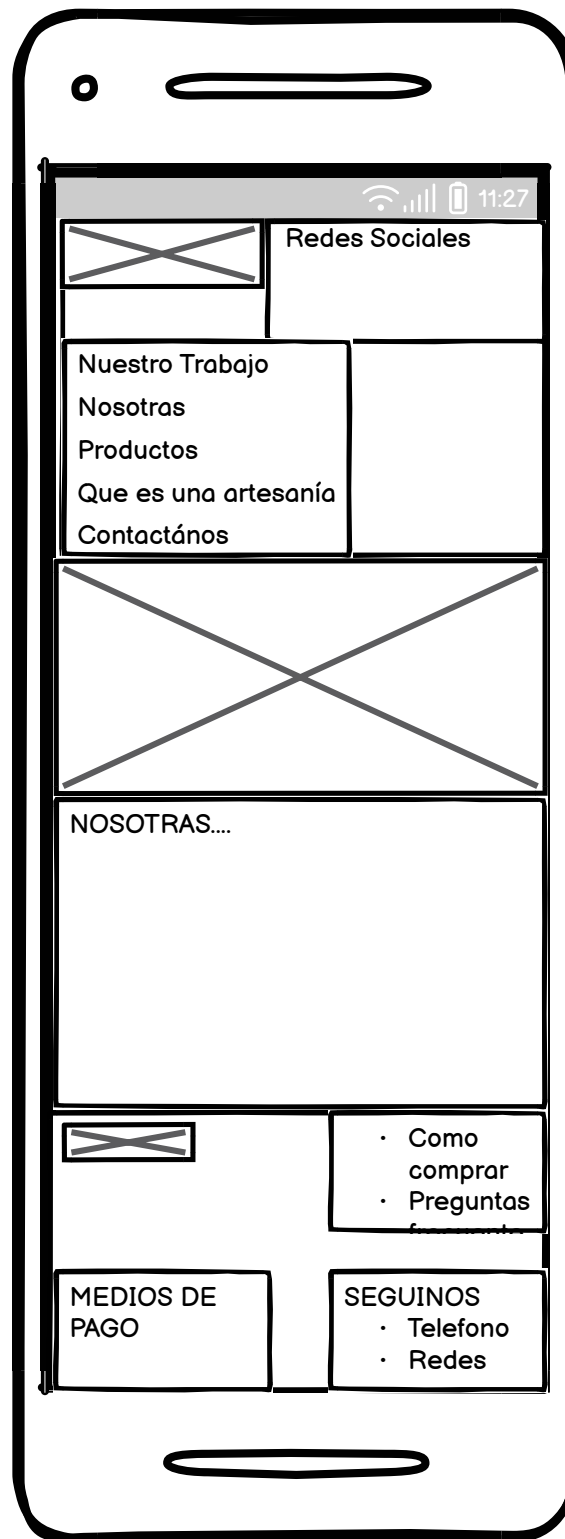 11:27
Redes Sociales
Nuestro Trabajo
Nosotras
Productos
Que es una artesanía
Contactános
NOSOTRAS....
· Como
comprar
· Preguntas
MEDIOS DE
PAGO
SEGUINOS
· Telefono
· Redes